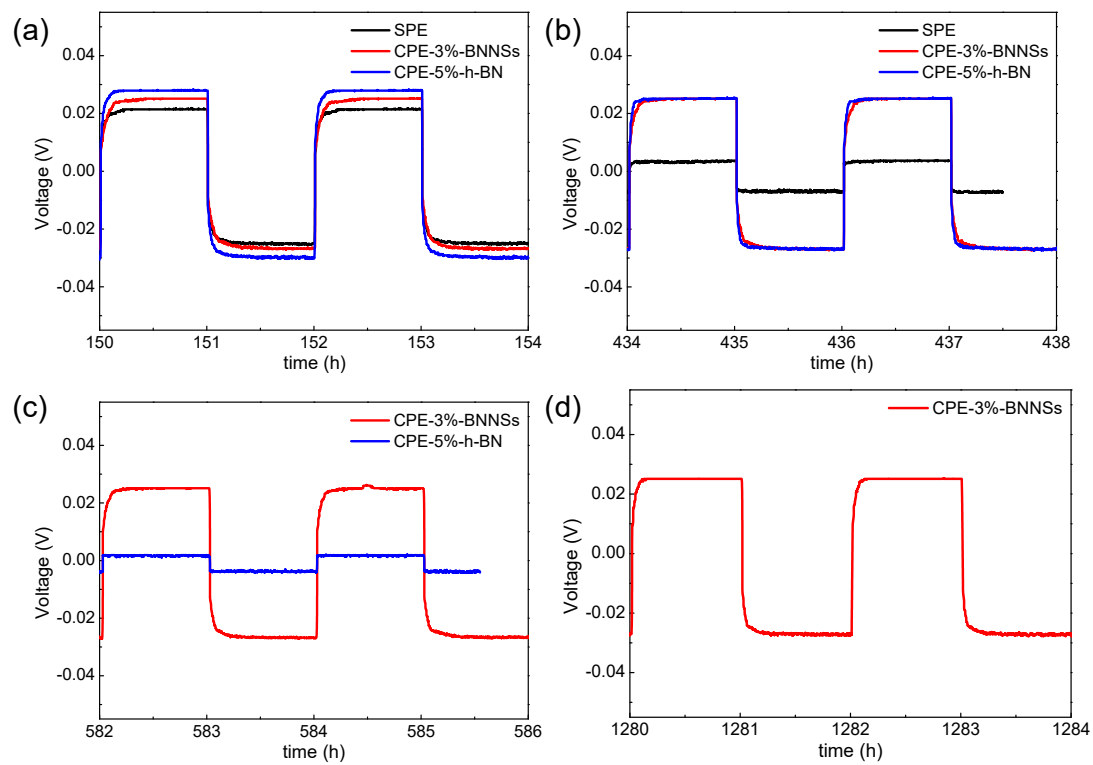 (a)
SPE
CPE-3%-BNNSs
CPE-5%-h-BN
Voltage (V)
0.04
0.02
0.00
-0.02
-0.04
150 151 152 153 154
time (h)
(b)
SPE
CPE-3%-BNNSs
CPE-5%-h-BN
Voltage (V)
0.04
0.02
0.00
-0.02
-0.04
434 435 436 437 438
time (h)
(c)
CPE-3%-BNNSs
CPE-5%-h-BN
Voltage (V)
0.04
0.02
0.00
-0.02
-0.04
582 583 584 585 586
time (h)
(d)
CPE-3%-BNNSs
Voltage (V)
0.04
0.02
0.00
-0.02
-0.04
1280 1281 1282 1283 1284
time (h)